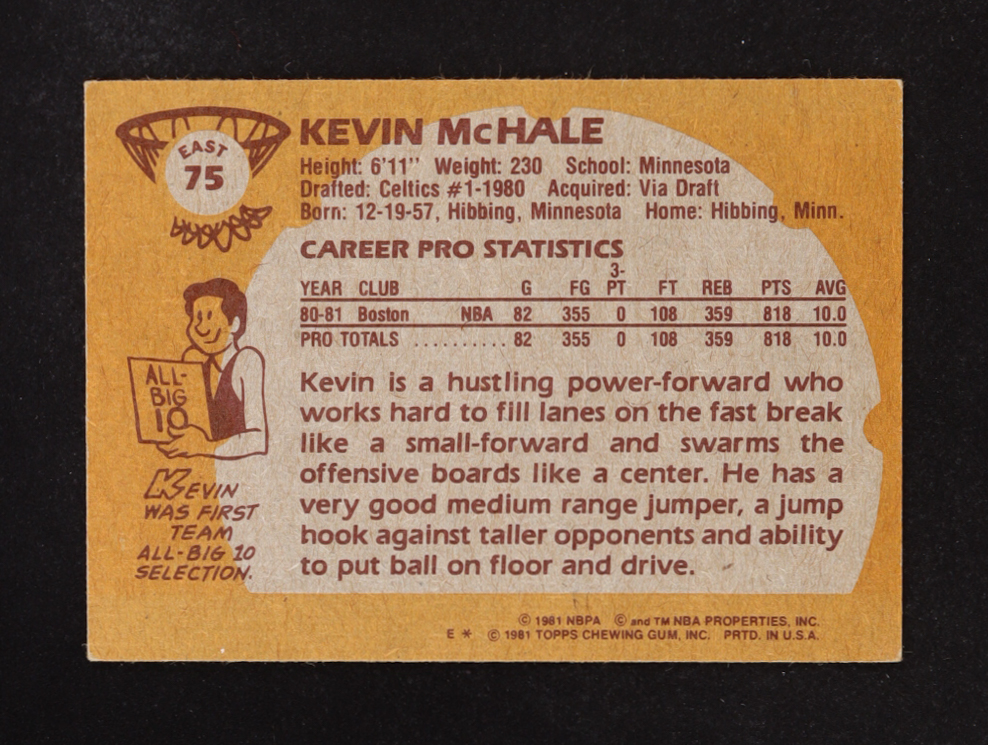 EAST
75
KEVIN McHALE
Height: 6'11'' Weight: 230 School: Minnesota
Drafted: Celtics #1-1980 Acquired: Via Draft
Born: 12-19-57, Hibbing, Minnesota Home: Hibbing, Minn.
CAREER PRO STATISTICS
YEAR CLUB G FG 3-PT FT REB PTS AVG
80-81 Boston NBA 82 355 0 108 359 818 10.0
PRO TOTALS .......... 82 355 0 108 359 818 10.0
ALL-
BIG
10
KEVIN
WAS FIRST
TEAM
ALL-BIG 10
SELECTION.
Kevin is a hustling power-forward who
works hard to fill lanes on the fast break
like a small-forward and swarms the
offensive boards like a center. He has a
very good medium range jumper, a jump
hook against taller opponents and ability
to put ball on floor and drive.
© 1981 NBPA © and TM NBA PROPERTIES, INC.
E * © 1981 TOPPS CHEWING GUM, INC. PRTD. IN U.S.A.